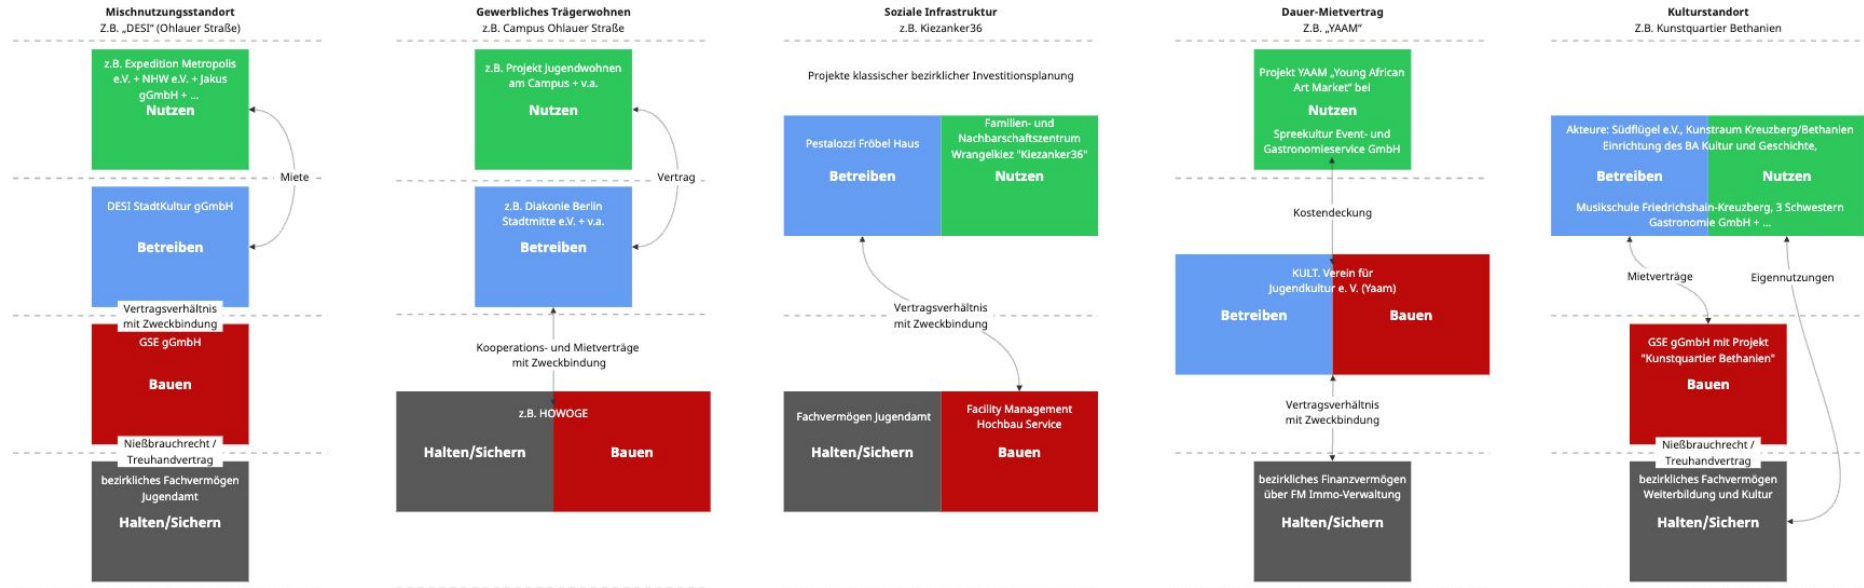 Mischnutzungsstandort
Z.B. „DESI" (Ohlauer Straße)
z.B. Expedition Metropolis
e.V. + NHW e.V. + Jakus
gGmbH + ...
Nutzen
Miete
DESI StadtKultur gGmbH
Betreiben
Vertragsverhältnis
mit Zweckbindung
GSE gGmbH
Bauen
Nießbrauchrecht /
Treuhandvertrag
bezirkliches Fachvermögen
Jugendamt
Halten/Sichern
Gewerbliches Trägerwohnen
z.B. Campus Ohlauer Straße
z.B. Projekt Jugendwohnen
am Campus + v.a.
Nutzen
Vertrag
z.B. Diakonie Berlin
Stadtmitte e.V. + v.a.
Betreiben
Kooperations- und Mietverträge
mit Zweckbindung
z.B. HOWOGE
Halten/Sichern
Bauen
Soziale Infrastruktur
z.B. Kiezanker36
Projekte klassischer bezirklicher Investitionsplanung
Pestalozzi Fröbel Haus
Betreiben
Familien- und
Nachbarschaftszentrum
Wrangelkiez "Kiezanker36"
Nutzen
Vertragsverhältnis
mit Zweckbindung
Fachvermögen Jugendamt
Halten/Sichern
Facility Management
Hochbau Service
Bauen
Dauer-Mietvertrag
Z.B. „YAAM"
Projekt YAAM „Young African
Art Market" bei
Nutzen
Spreekultur Event- und
Gastronomieservice GmbH
Kostendeckung
KULT. Verein für
Jugendkultur e. V. (Yaam)
Betreiben
Bauen
Vertragsverhältnis
mit Zweckbindung
bezirkliches Finanzvermögen
über FM Immo-Verwaltung
Halten/Sichern
Kulturstandort
Z.B. Kunstquartier Bethanien
Akteure: Südflügel e.V., Kunstraum Kreuzberg/Bethanien
Einrichtung des BA Kultur und Geschichte,
Betreiben
Nutzen
Musikschule Friedrichshain-Kreuzberg, 3 Schwestern
Gastronomie GmbH + ...
Mietverträge
Eigennutzungen
GSE gGmbH mit Projekt
"Kunstquartier Bethanien"
Bauen
Nießbrauchrecht /
Treuhandvertrag
bezirkliches Fachvermögen
Weiterbildung und Kultur
Halten/Sichern